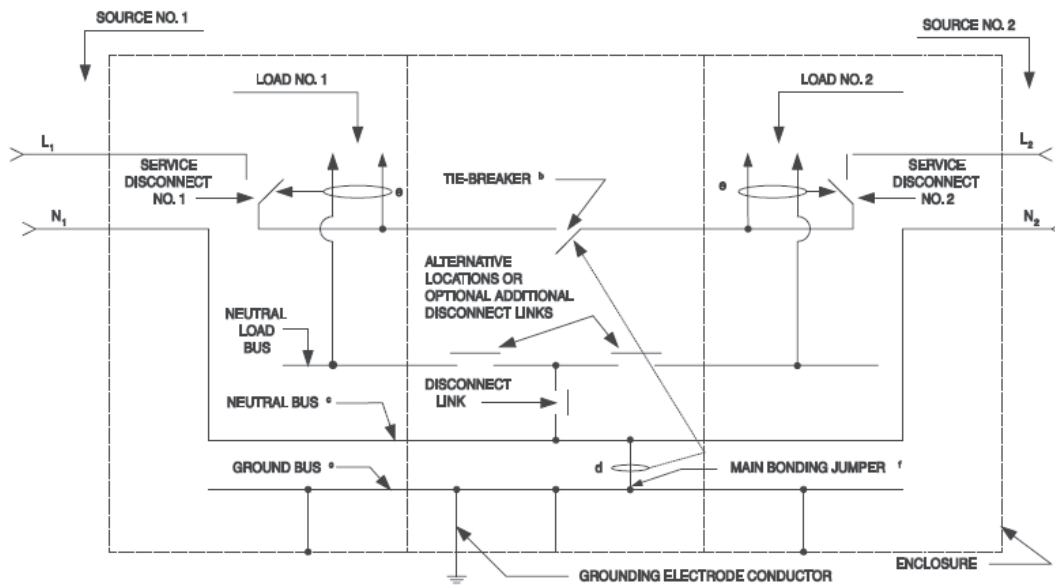 SOURCE NO. 1
SOURCE NO. 2
LOAD NO. 1
LOAD NO. 2
L1
L2
SERVICE
DISCONNECT
NO. 1
e
TIE-BREAKER b
e
SERVICE
DISCONNECT
NO. 2
N1
N2
ALTERNATIVE
LOCATIONS OR
OPTIONAL ADDITIONAL
DISCONNECT LINKS
NEUTRAL
LOAD
BUS
DISCONNECT
LINK
NEUTRAL BUS c
GROUND BUS c
d
MAIN BONDING JUMPER f
ENCLOSURE
GROUNDING ELECTRODE CONDUCTOR